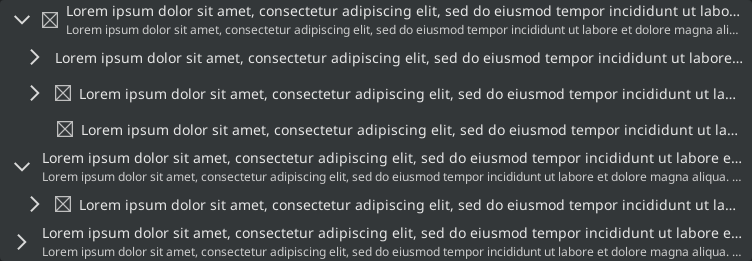 Lorem ipsum dolor sit amet, consectetur adipiscing elit, sed do eiusmod tempor incididunt ut labo...
Lorem ipsum dolor sit amet, consectetur adipiscing elit, sed do eiusmod tempor incididunt ut labore et dolore magna ali...
Lorem ipsum dolor sit amet, consectetur adipiscing elit, sed do eiusmod tempor incididunt ut labore...
Lorem ipsum dolor sit amet, consectetur adipiscing elit, sed do eiusmod tempor incididunt ut la...
Lorem ipsum dolor sit amet, consectetur adipiscing elit, sed do eiusmod tempor incididunt ut la...
Lorem ipsum dolor sit amet, consectetur adipiscing elit, sed do eiusmod tempor incididunt ut labore e...
Lorem ipsum dolor sit amet, consectetur adipiscing elit, sed do eiusmod tempor incididunt ut labore et dolore magna aliqua. ...
Lorem ipsum dolor sit amet, consectetur adipiscing elit, sed do eiusmod tempor incididunt ut la...
Lorem ipsum dolor sit amet, consectetur adipiscing elit, sed do eiusmod tempor incididunt ut labore e...
Lorem ipsum dolor sit amet, consectetur adipiscing elit, sed do eiusmod tempor incididunt ut labore et dolore magna aliqua. ...